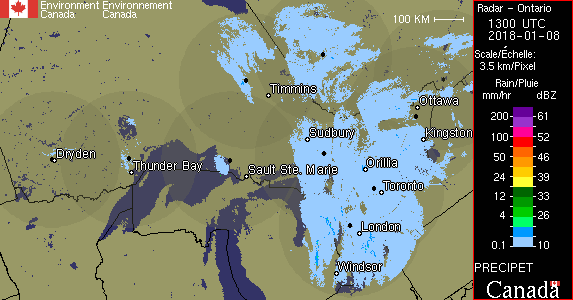 Environment Environnement
Canada Canada
100 KM
Timmins
Ottawa
Sudbury
Kingston
Dryden
Thunder Bay
Sault Ste. Marie
Orillia
Toronto
London
Windsor
Radar - Ontario
1300 UTC
2018-01-08
Scale/Échelle:
3.5 km/Pixel
Rain/Pluie
mm/hr dBZ
200 61
100 52
50 46
24 39
12 33
4 26
0.1 10
PRECIPET
Canada